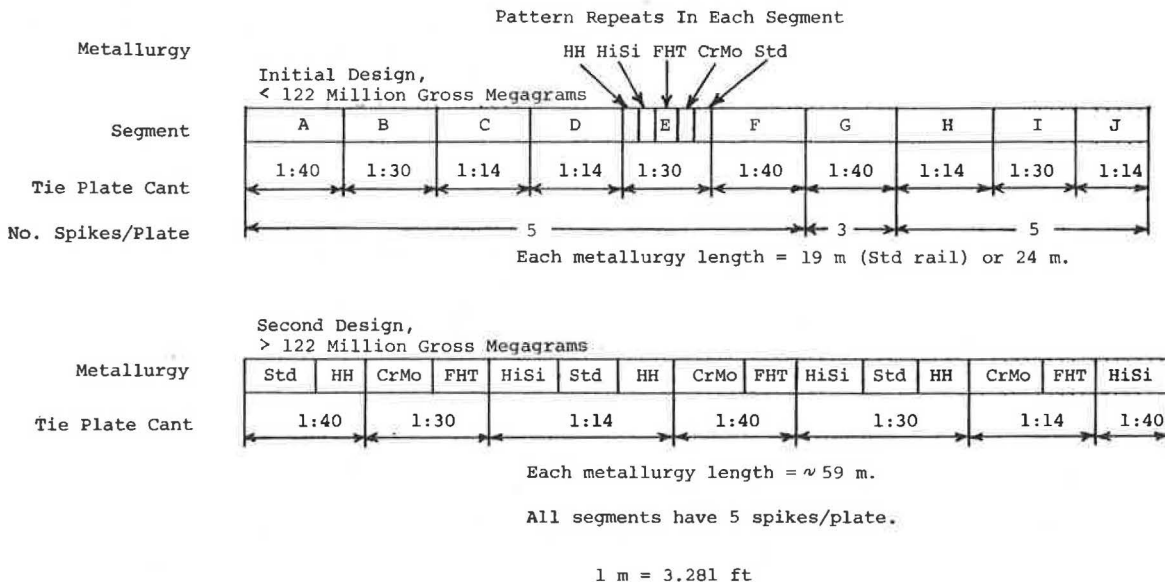 Pattern Repeats In Each Segment
Metallurgy
HH HiSi FHT CrMo Std
Initial Design,
< 122 Million Gross Megagrams
Segment A B C D E F G H I J
Tie Plate Cant 1:40 1:30 1:14 1:14 1:30 1:40 1:40 1:14 1:30 1:14
No. Spikes/Plate 5 3 5
Each metallurgy length = 19 m (Std rail) or 24 m.
Second Design,
> 122 Million Gross Megagrams
Metallurgy Std HH CrMo FHT HiSi Std HH CrMo FHT HiSi Std HH CrMo FHT HiSi
Tie Plate Cant 1:40 1:30 1:14 1:40 1:30 1:14 1:40
Each metallurgy length = ~ 59 m.
All segments have 5 spikes/plate.
1 m = 3.281 ft